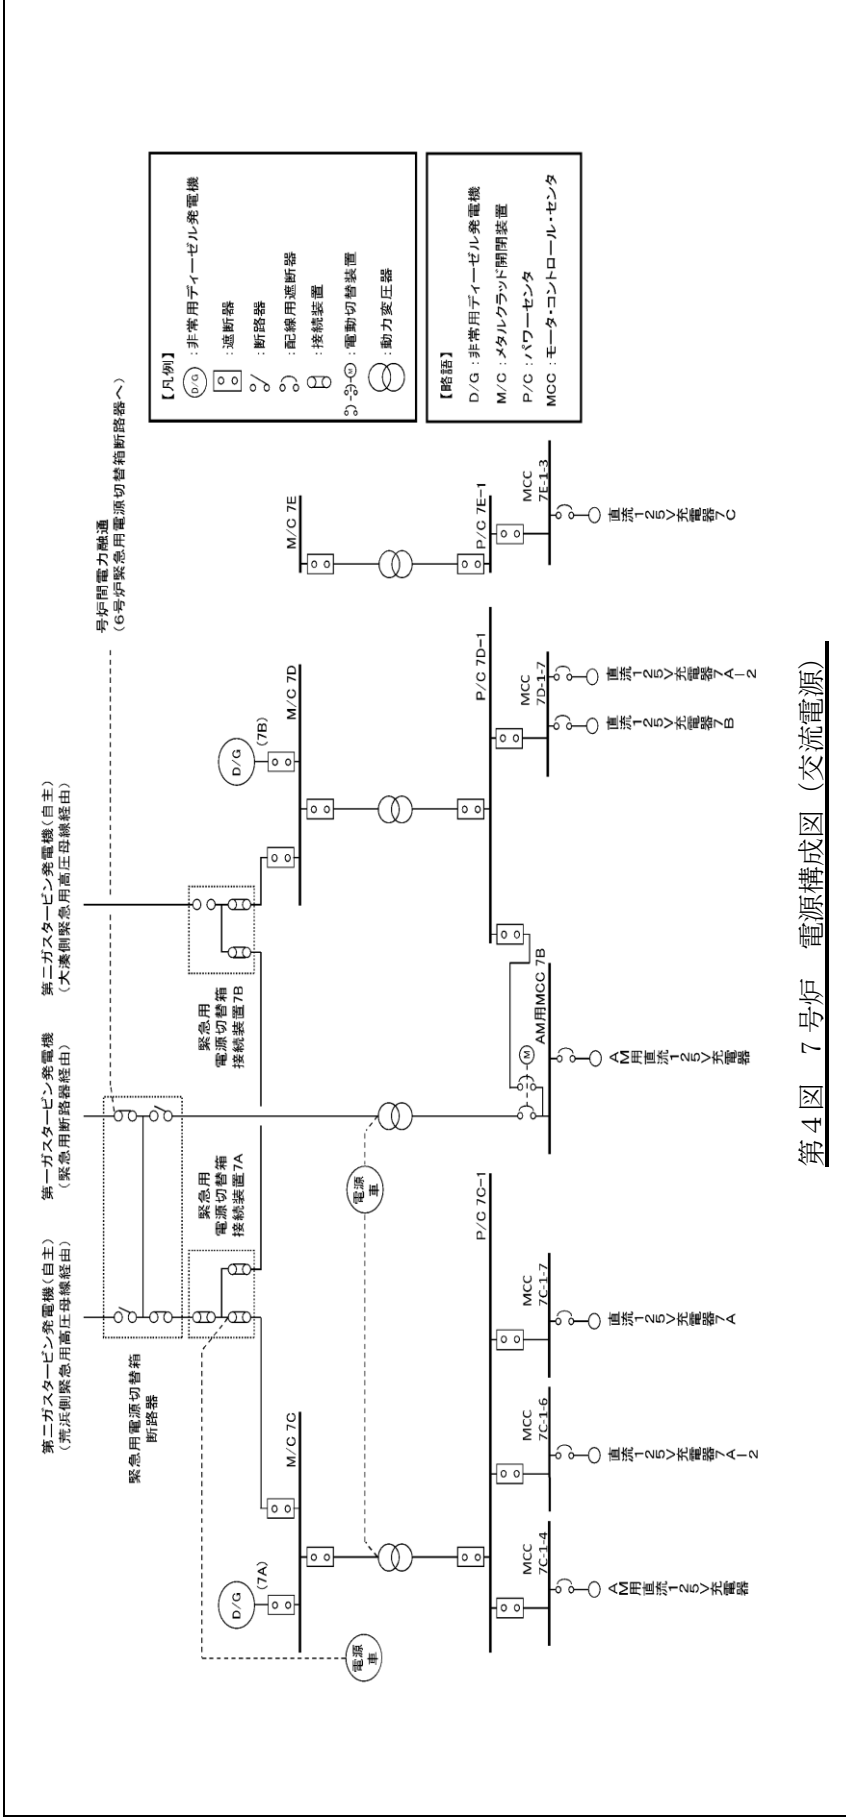 第二ガスタービン発電機(自主)
(荒浜側緊急用高圧母線経由)
第一ガスタービン発電機
(緊急用断路器経由)
第二ガスタービン発電機(自主)
(大湊側緊急用高圧母線経由)
号炉間電力融通
(6号炉緊急用電源切替箱断路器へ)
緊急用電源切替箱
断路器
緊急用
電源切替箱
接続装置7A
緊急用
電源切替箱
接続装置7B
D/G
(7A)
M/C 7C
D/G
(7B)
M/C 7D
M/C 7E
電源
車
電源
車
P/C 7C-1
P/C 7D-1
P/C 7E-1
M
AM用MCC 7B
MCC
7C-1-4
MCC
7C-1-6
MCC
7C-1-7
MCC
7D-1-7
MCC
7E-1-3
AM用直流125V充電器
直流125V充電器7A-2
直流125V充電器7A
AM用直流125V充電器
直流125V充電器7B
直流125V充電器7A-2
直流125V充電器7C
【凡例】
D/G :非常用ディーゼル発電機
:遮断器
:断路器
:配線用遮断器
:接続装置
M :電動切替装置
:動力変圧器
【略語】
D/G :非常用ディーゼル発電機
M/C :メタルクラッド開閉装置
P/C :パワーセンタ
MCC :モータ・コントロール・センタ
第4図 7号炉 電源構成図（交流電源）